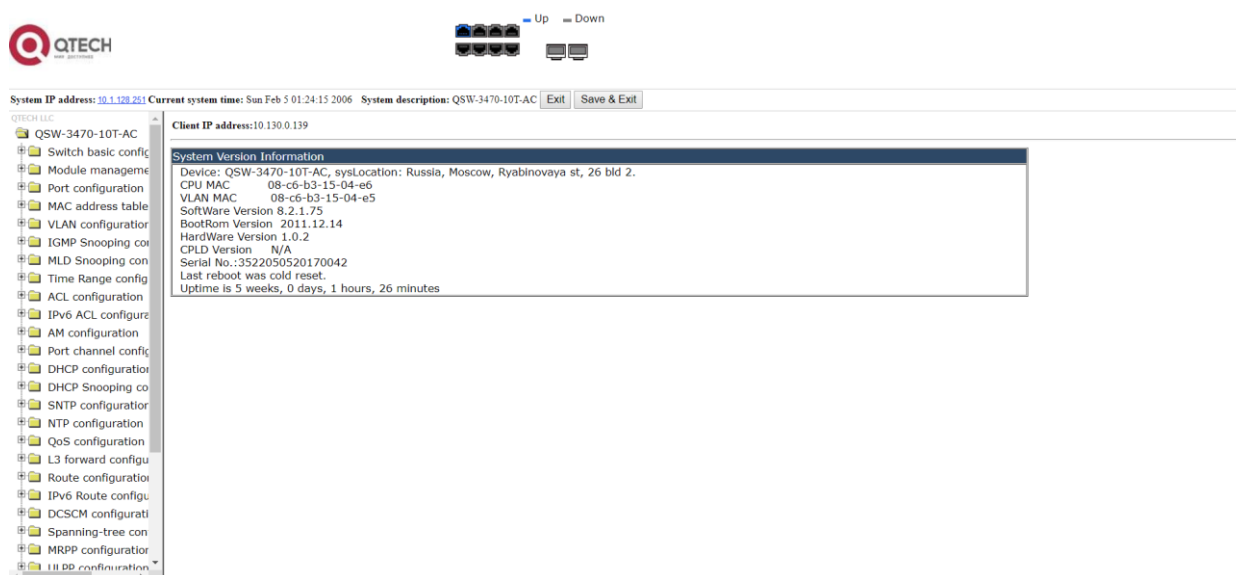 Up Down
QTECH
System IP address: 10.1.128.251 Current system time: Sun Feb 5 01:24:15 2006 System description: QSW-3470-10T-AC Exit Save & Exit
QTECH LLC
QSW-3470-10T-AC
Switch basic config
Module manageme
Port configuration
MAC address table
VLAN configuration
IGMP Snooping con
MLD Snooping con
Time Range config
ACL configuration
IPv6 ACL configura
AM configuration
Port channel config
DHCP configuration
DHCP Snooping co
SNTP configuration
NTP configuration
QoS configuration
L3 forward configu
Route configuration
IPv6 Route configu
DCSCM configurati
Spanning-tree con
MRPP configuration
ULPP configuration
Client IP address:10.130.0.139
System Version Information
Device: QSW-3470-10T-AC, sysLocation: Russia, Moscow, Ryabinovaya st, 26 bld 2.
CPU MAC 08-c6-b3-15-04-e6
VLAN MAC 08-c6-b3-15-04-e5
SoftWare Version 8.2.1.75
BootRom Version 2011.12.14
HardWare Version 1.0.2
CPLD Version N/A
Serial No.:3522050520170042
Last reboot was cold reset.
Uptime is 5 weeks, 0 days, 1 hours, 26 minutes